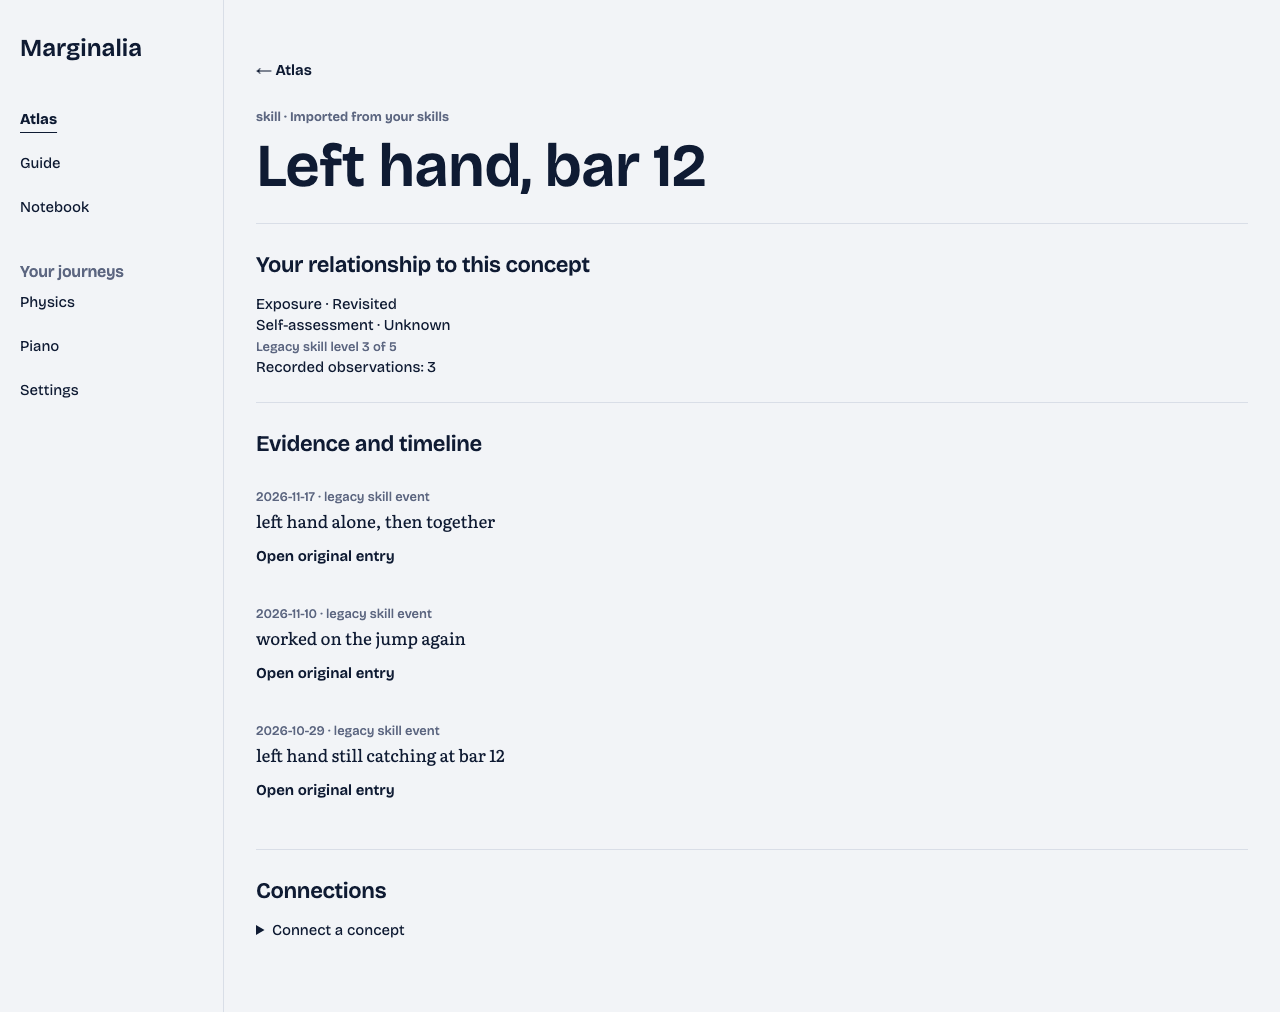 Marginalia
Atlas
Guide
Notebook
Your journeys
Physics
Piano
Settings
← Atlas
skill · Imported from your skills
Left hand, bar 12
Your relationship to this concept
Exposure · Revisited
Self-assessment · Unknown
Legacy skill level 3 of 5
Recorded observations: 3
Evidence and timeline
2026-11-17 · legacy skill event
left hand alone, then together
Open original entry
2026-11-10 · legacy skill event
worked on the jump again
Open original entry
2026-10-29 · legacy skill event
left hand still catching at bar 12
Open original entry
Connections
▶ Connect a concept